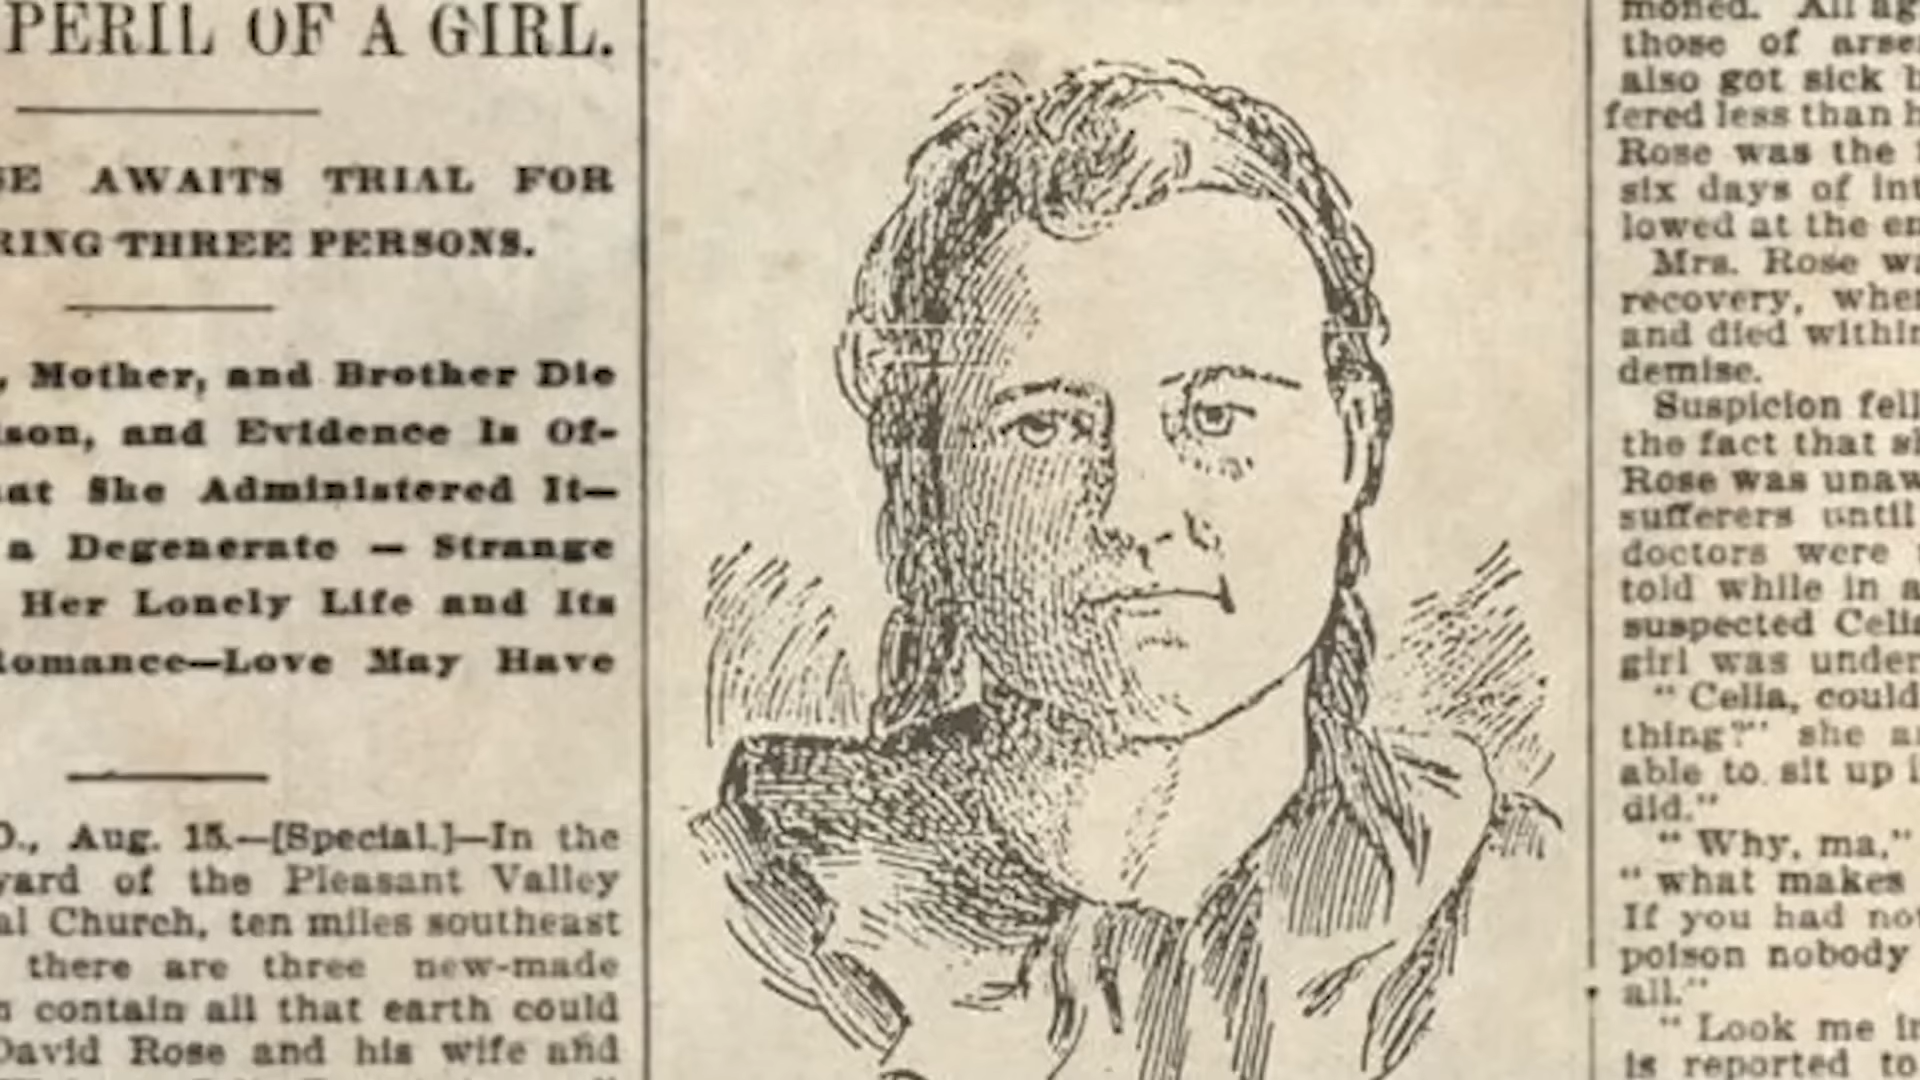 PERIL OF A GIRL.
SE AWAITS TRIAL FOR
RING THREE PERSONS.
, Mother, and Brother Die
ison, and Evidence Is Of-
at She Administered It—
a Degenerate — Strange
Her Lonely Life and Its
Romance—Love May Have
O., Aug. 15.—[Special.]—In the
yard of the Pleasant Valley
al Church, ten miles southeast
there are three new-made
contain all that earth could
David Rose and his wife and
moned. All ag
those of arse
also got sick b
fered less than h
Rose was the
six days of int
lowed at the en
Mrs. Rose wa
recovery, when
and died within
demise.
Suspicion fell
the fact that sh
Rose was unaw
sufferers until
doctors were
told while in a
suspected Celia
girl was under
" Celia, could
thing?" she a
able to sit up i
did."
" Why, ma,"
" what makes
If you had not
poison nobody
all."
" Look me in
is reported to